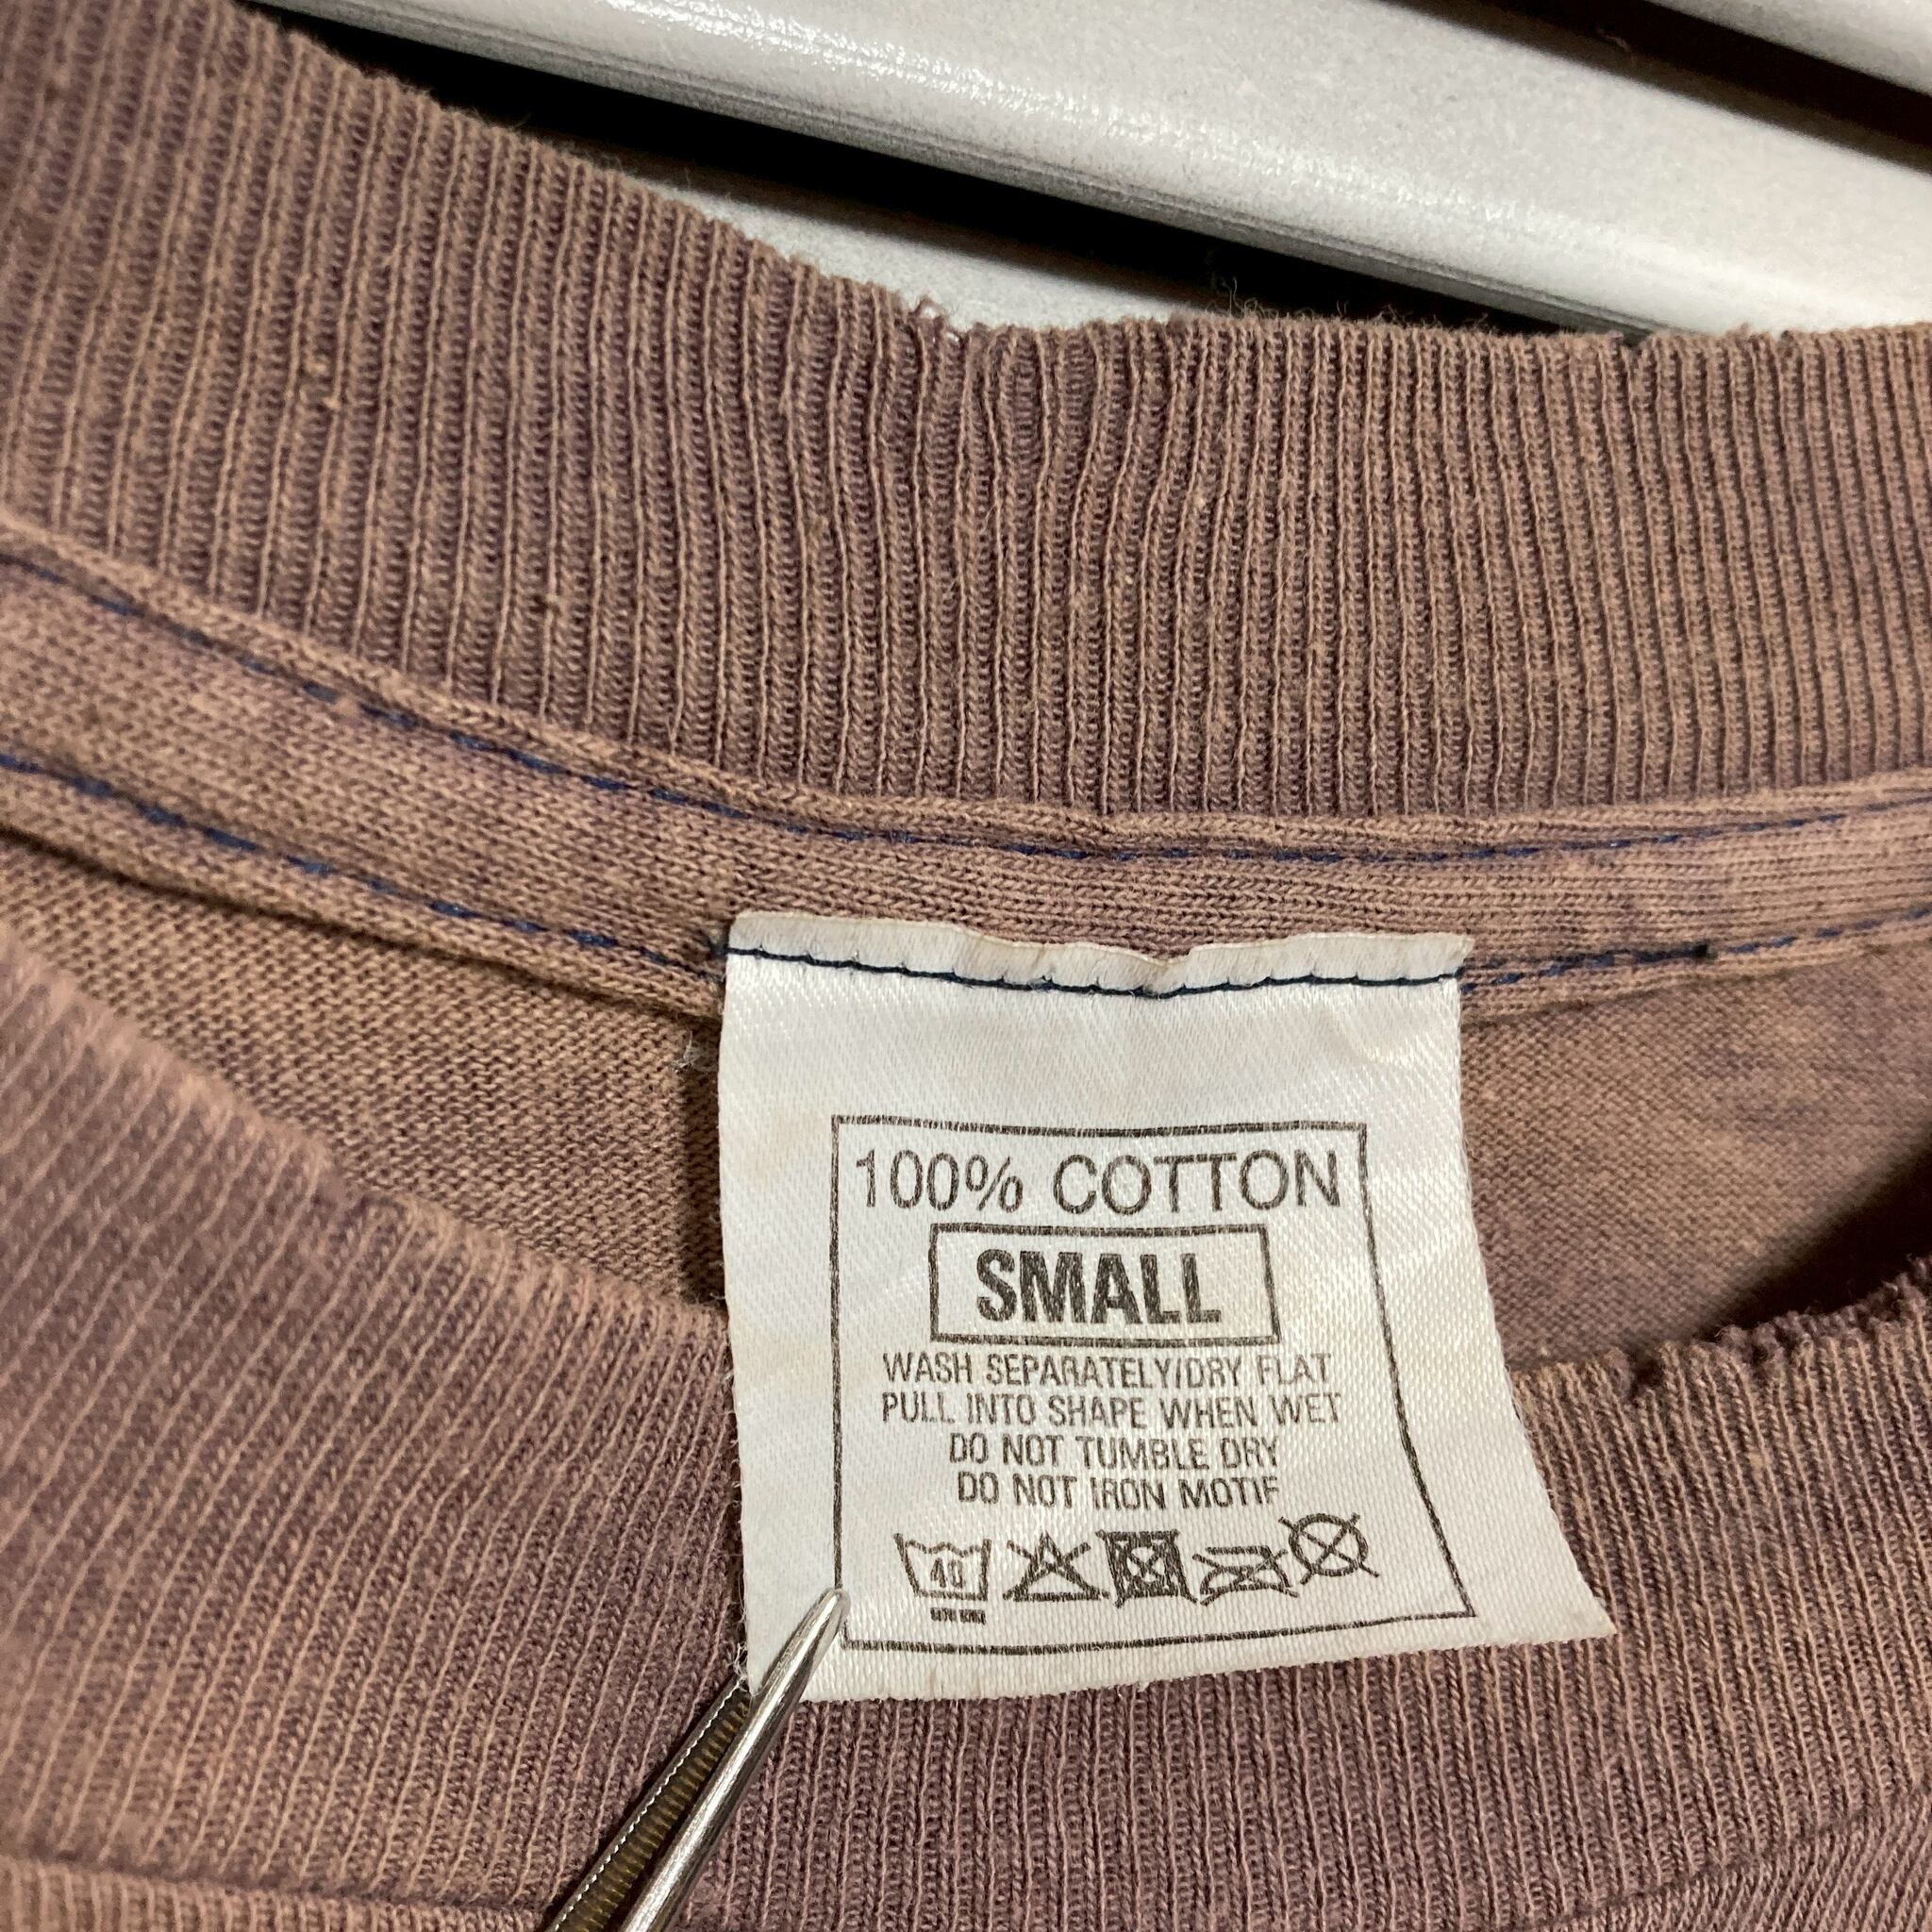 100% COTTON
SMALL
WASH SEPARATELY/DRY FLAT
PULL INTO SHAPE WHEN WET
DO NOT TUMBLE DRY
DO NOT IRON MOTIF
40